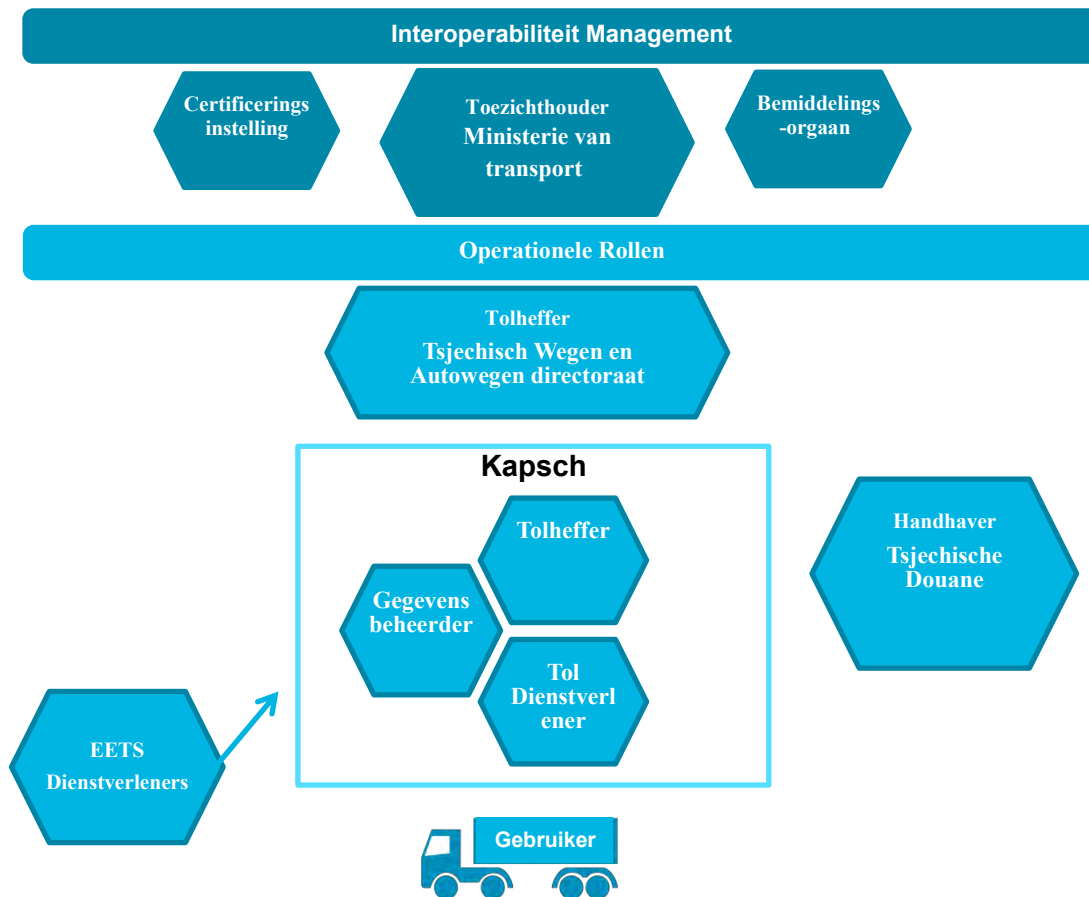 Interoperabiliteit Management
Certificerings
instelling
Toezichthouder
Ministerie van
transport
Bemiddelings
-orgaan
Operationele Rollen
Tolheffer
Tsjechisch Wegen en
Autowegen directoraat
Kapsch
Tolheffer
Gegevens
beheerder
Tol
Dienstverl
ener
Handhaver
Tsjechische
Douane
EETS
Dienstverleners
Gebruiker